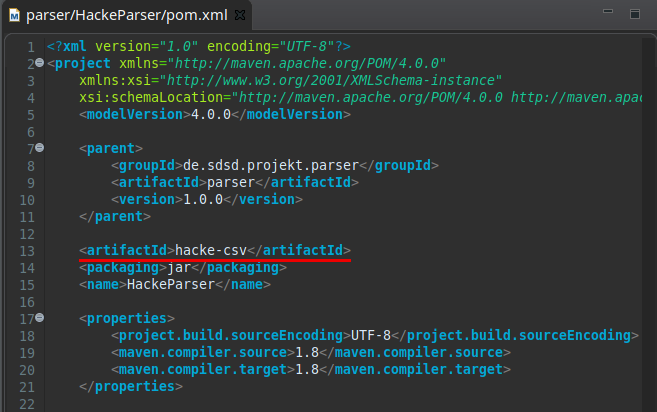 parser/HackeParser/pom.xml
1 <?xml version="1.0" encoding="UTF-8"?>
2 <project xmlns="http://maven.apache.org/POM/4.0.0"
3 xmlns:xsi="http://www.w3.org/2001/XMLSchema-instance"
4 xsi:schemaLocation="http://maven.apache.org/POM/4.0.0 http://maven.apac
5 <modelVersion>4.0.0</modelVersion>
6
7 <parent>
8 <groupId>de.sdsd.projekt.parser</groupId>
9 <artifactId>parser</artifactId>
10 <version>1.0.0</version>
11 </parent>
12
13 <artifactId>hacke-csv</artifactId>
14 <packaging>jar</packaging>
15 <name>HackeParser</name>
16
17 <properties>
18 <project.build.sourceEncoding>UTF-8</project.build.sourceEncoding>
19 <maven.compiler.source>1.8</maven.compiler.source>
20 <maven.compiler.target>1.8</maven.compiler.target>
21 </properties>
22